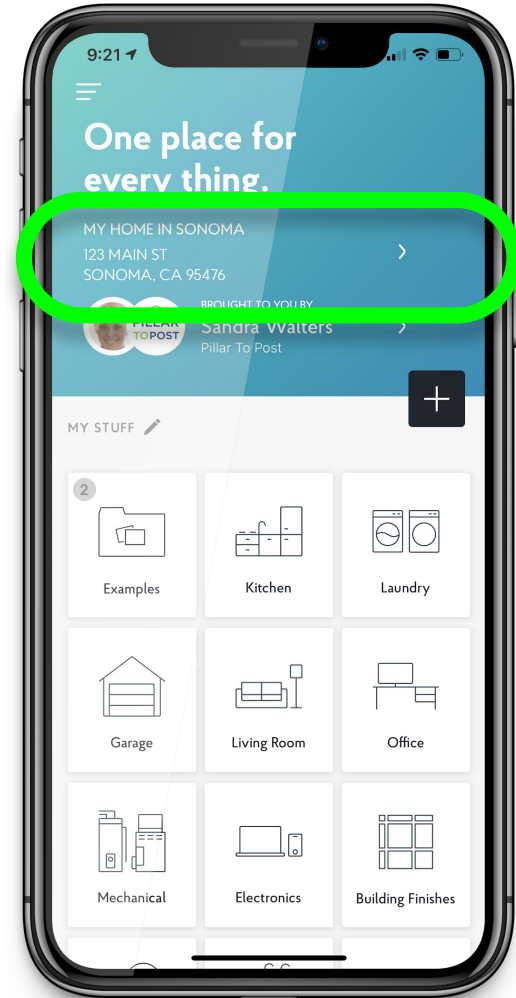 9:21
One place for
every thing.
MY HOME IN SONOMA
123 MAIN ST
SONOMA, CA 95476
BROUGHT TO YOU BY
PILLAR
TOPOST
Sandra Walters
Pillar To Post
MY STUFF
2
Examples
Kitchen
Laundry
Garage
Living Room
Office
Mechanical
Electronics
Building Finishes